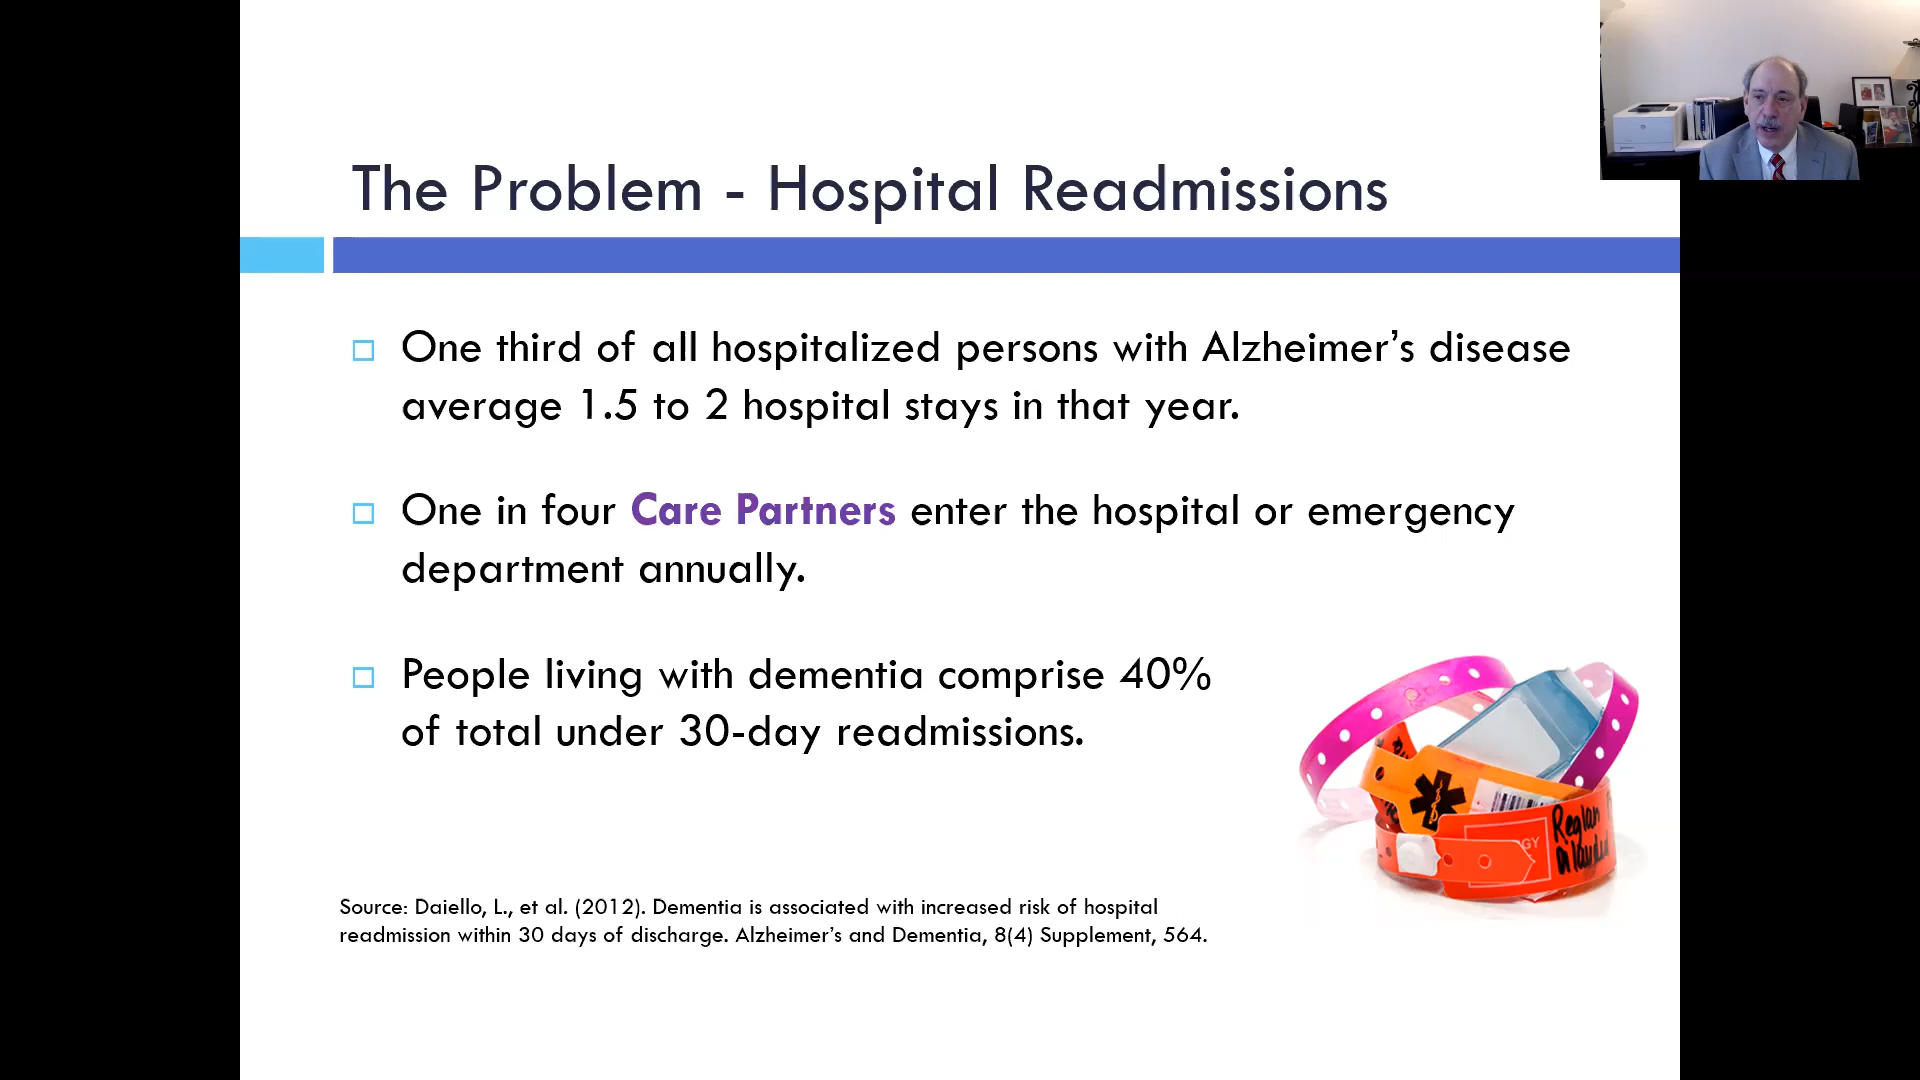 The Problem - Hospital Readmissions
One third of all hospitalized persons with Alzheimer’s disease
average 1.5 to 2 hospital stays in that year.
One in four Care Partners enter the hospital or emergency
department annually.
People living with dementia comprise 40%
of total under 30-day readmissions.
Reglan
GY
Dilaudid
Source: Daiello, L., et al. (2012). Dementia is associated with increased risk of hospital
readmission within 30 days of discharge. Alzheimer’s and Dementia, 8(4) Supplement, 564.